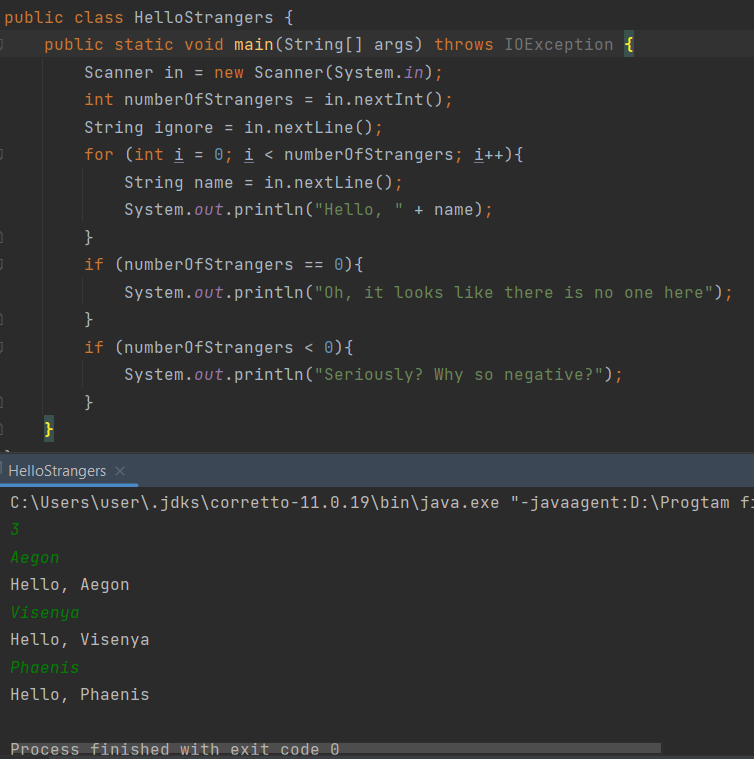 public class HelloStrangers {
    public static void main(String[] args) throws IOException {
        Scanner in = new Scanner(System.in);
        int numberOfStrangers = in.nextInt();
        String ignore = in.nextLine();
        for (int i = 0; i < numberOfStrangers; i++){
            String name = in.nextLine();
            System.out.println("Hello, " + name);
        }
        if (numberOfStrangers == 0){
            System.out.println("Oh, it looks like there is no one here");
        }
        if (numberOfStrangers < 0){
            System.out.println("Seriously? Why so negative?");
        }
    }
HelloStrangers ×
C:\Users\user\.jdks\corretto-11.0.19\bin\java.exe "-javaagent:D:\Progtam fi
3
Aegon
Hello, Aegon
Visenya
Hello, Visenya
Phaenis
Hello, Phaenis
Process finished with exit code 0